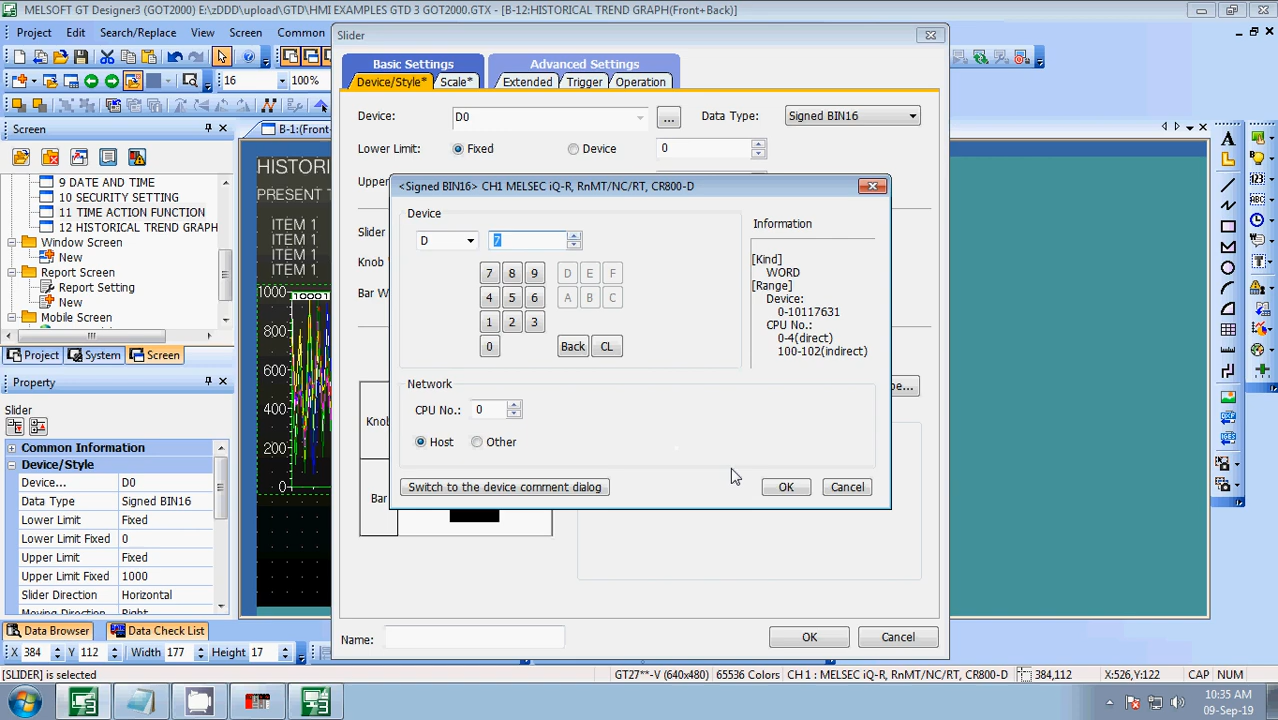 MELSOFT GT Designer3 (GOT2000) E:\zDDD\upload\GTD\HMI EXAMPLES GTD 3 GOT2000.GTX - [B-12:HISTORICAL TREND GRAPH(Front+Back)]
Project Edit Search/Replace View Screen Common
Slider
Basic Settings Advanced Settings
Device/Style* Scale* Extended Trigger Operation
16 100%
Device: D0 ... Data Type: Signed BIN16
Lower Limit: Fixed Device 0
Upper
Screen
B-1:(Front-
HISTORI
PRESENT T
ITEM 1
ITEM 1
ITEM 1
ITEM 1
9 DATE AND TIME
10 SECURITY SETTING
11 TIME ACTION FUNCTION
12 HISTORICAL TREND GRAPH
Window Screen
New
Report Screen
Report Setting
New
Mobile Screen
1000
800
600
400
200
0
10001
Project System Screen
Slider
Knob
Bar W
Knob
Bar
pe...
<Signed BIN16> CH1 MELSEC iQ-R, RnMT/NC/RT, CR800-D
Device
D 7
7 8 9 D E F
4 5 6 A B C
1 2 3
0 Back CL
Information
[Kind]
WORD
[Range]
Device:
0-10117631
CPU No.:
0-4(direct)
100-102(indirect)
Network
CPU No.: 0
Host Other
Switch to the device comment dialog OK Cancel
Property
Slider
Common Information
Device/Style
Device... D0
Data Type Signed BIN16
Lower Limit Fixed
Lower Limit Fixed 0
Upper Limit Fixed
Upper Limit Fixed 1000
Slider Direction Horizontal
Moving Direction Right
Data Browser Data Check List
Name: OK Cancel
X 384 Y 112 Width 177 Height 17
[SLIDER] is selected GT27**-V (640x480) 65536 Colors CH 1 : MELSEC iQ-R, RnMT/NC/RT, CR800-D 384,112 X:526,Y:122 CAP NUM
10:35 AM
09-Sep-19